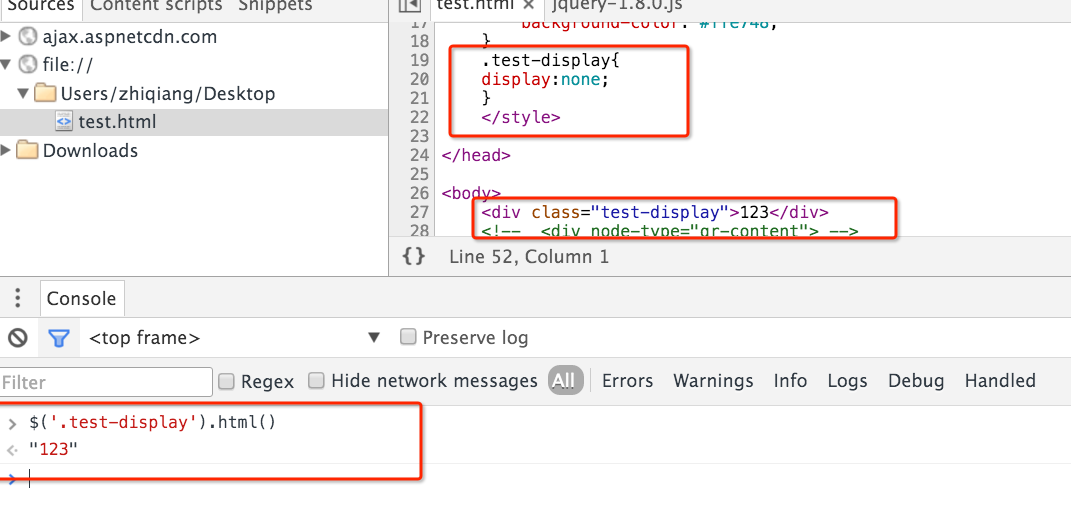 Sources Content scripts Snippets
ajax.aspnetcdn.com
file://
Users/zhiqiang/Desktop
test.html
Downloads
test.html × jquery-1.8.0.js
17 background-color: #ffe748;
18 }
19 .test-display{
20 display:none;
21 }
22 </style>
23
24 </head>
25
26 <body>
27 <div class="test-display">123</div>
28 <!-- <div node-type="qr-content"> -->
{} Line 52, Column 1
Console
<top frame> ▼ Preserve log
Filter Regex Hide network messages All Errors Warnings Info Logs Debug Handled
> $('.test-display').html()
"123"
>